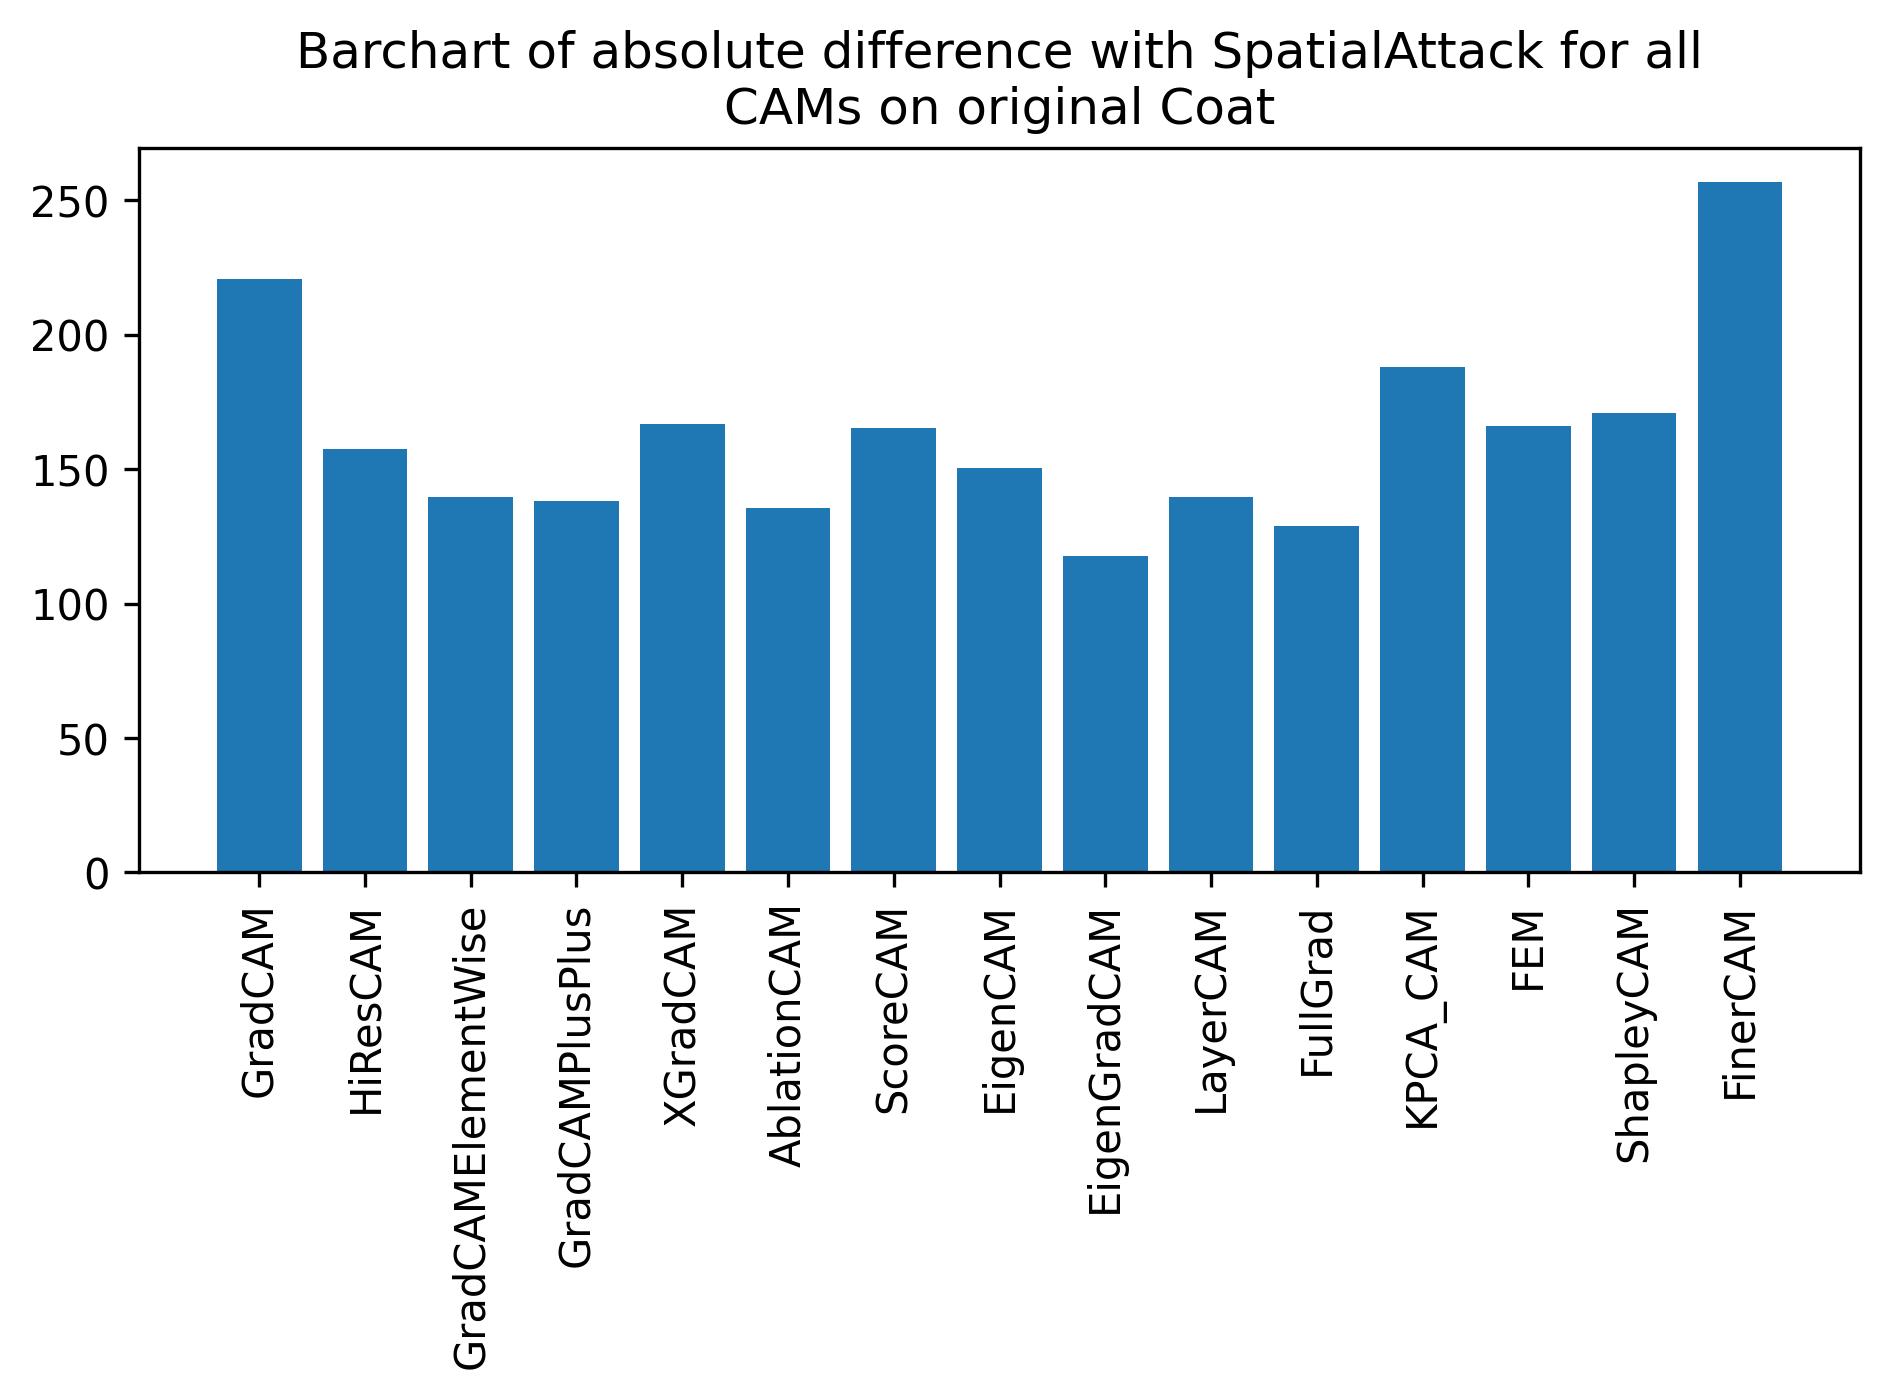 Barchart of absolute difference with SpatialAttack for all
CAMs on original Coat
250
200
150
100
50
0
GradCAM
HiResCAM
GradCAMElementWise
GradCAMPlusPlus
XGradCAM
AblationCAM
ScoreCAM
EigenCAM
EigenGradCAM
LayerCAM
FullGrad
KPCA_CAM
FEM
ShapleyCAM
FinerCAM